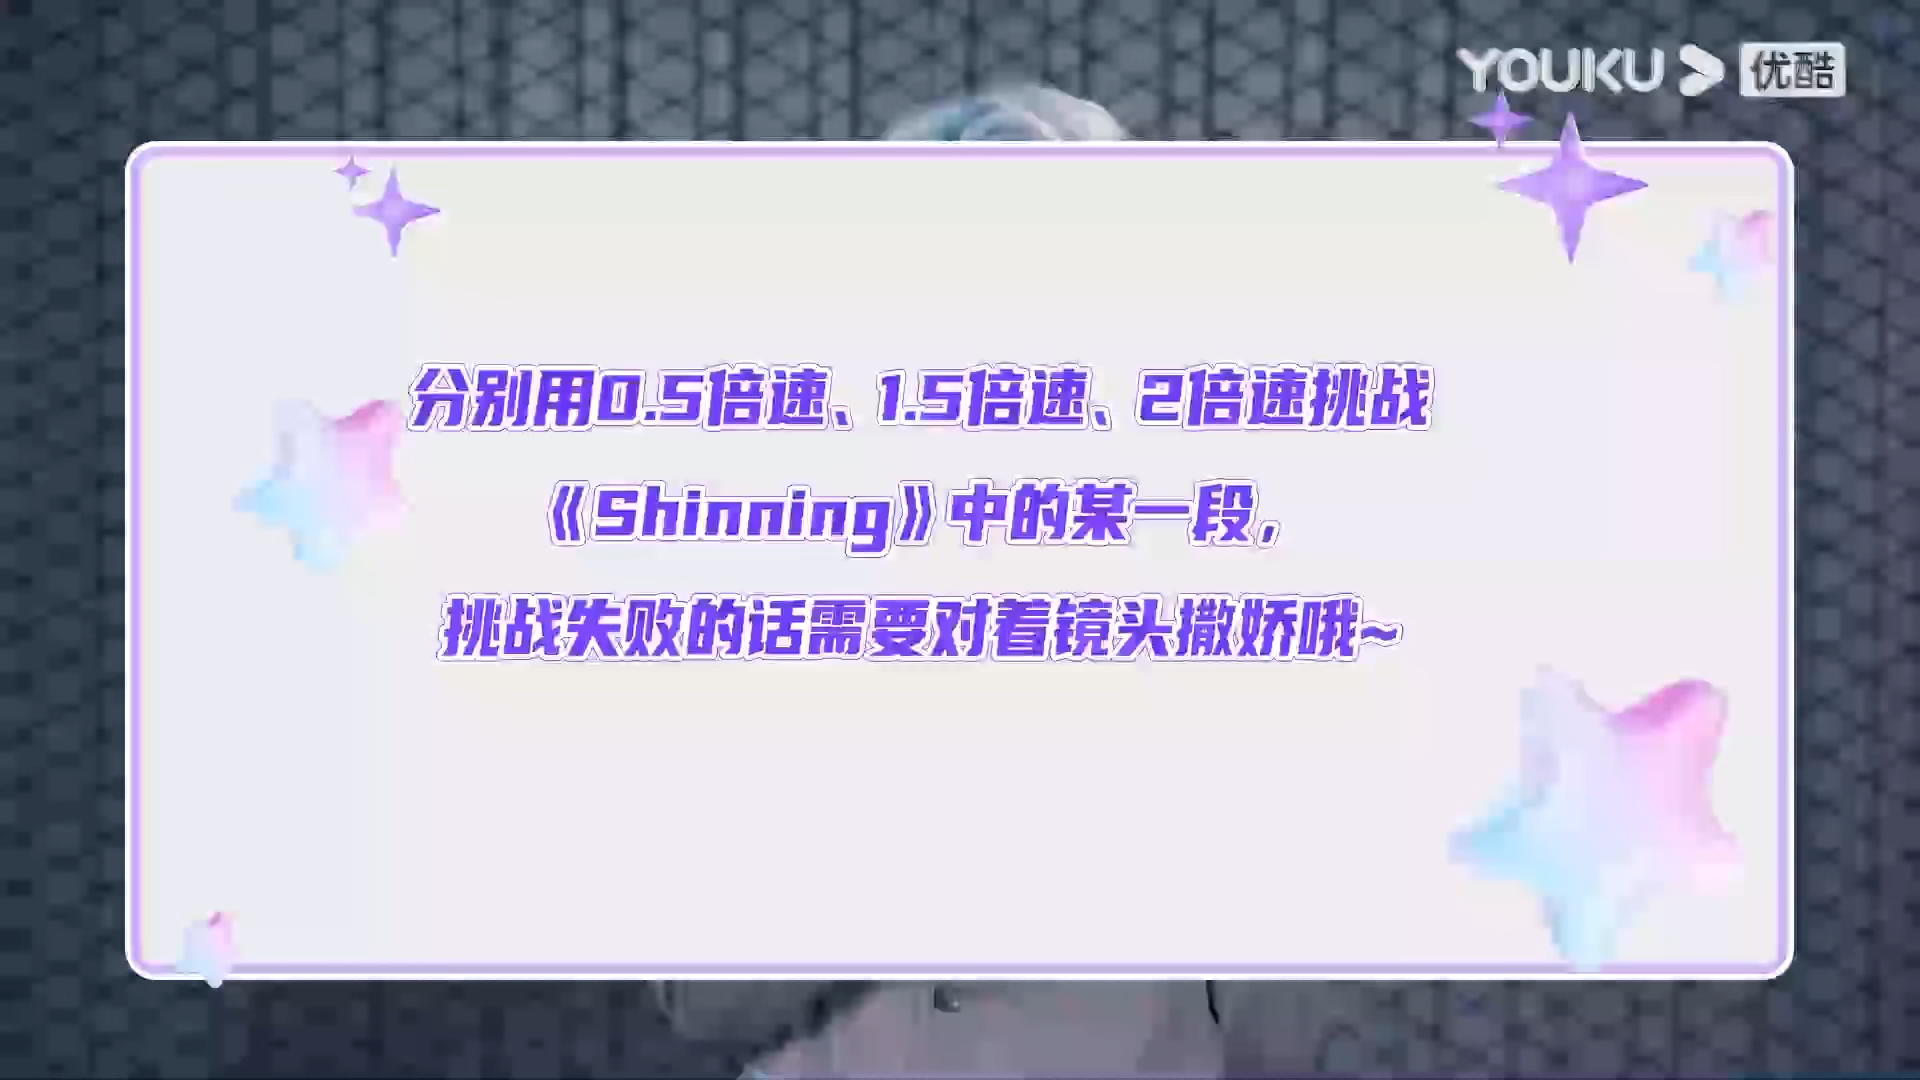 YOUKU 优酷
分别用0.5倍速、1.5倍速、2倍速挑战
《Shinning》中的某一段，
挑战失败的话需要对着镜头撒娇哦~